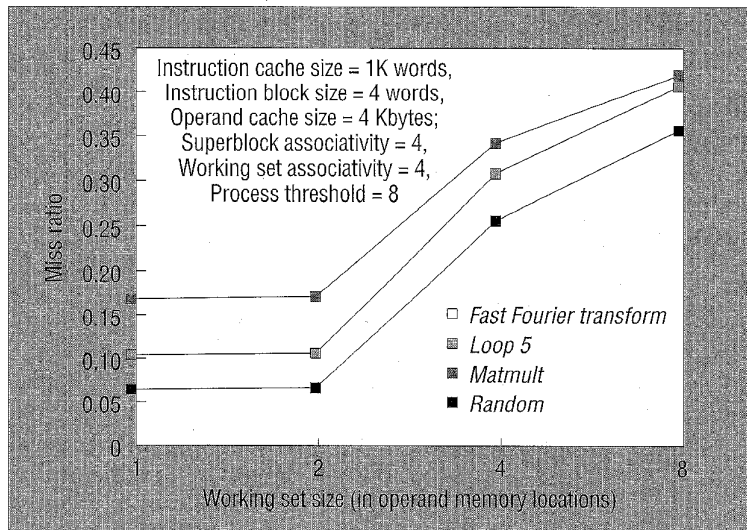 Instruction cache size = 1K words,
Instruction block size = 4 words,
Operand cache size = 4 Kbytes;
Superblock associativity = 4,
Working set associativity = 4,
Process threshold = 8
Miss ratio
0.45
0.40
0.35
0.30
0.25
0.20
0.15
0.10
0.05
0
Fast Fourier transform
Loop 5
Matmult
Random
1
2
4
8
Working set size (in operand memory locations)